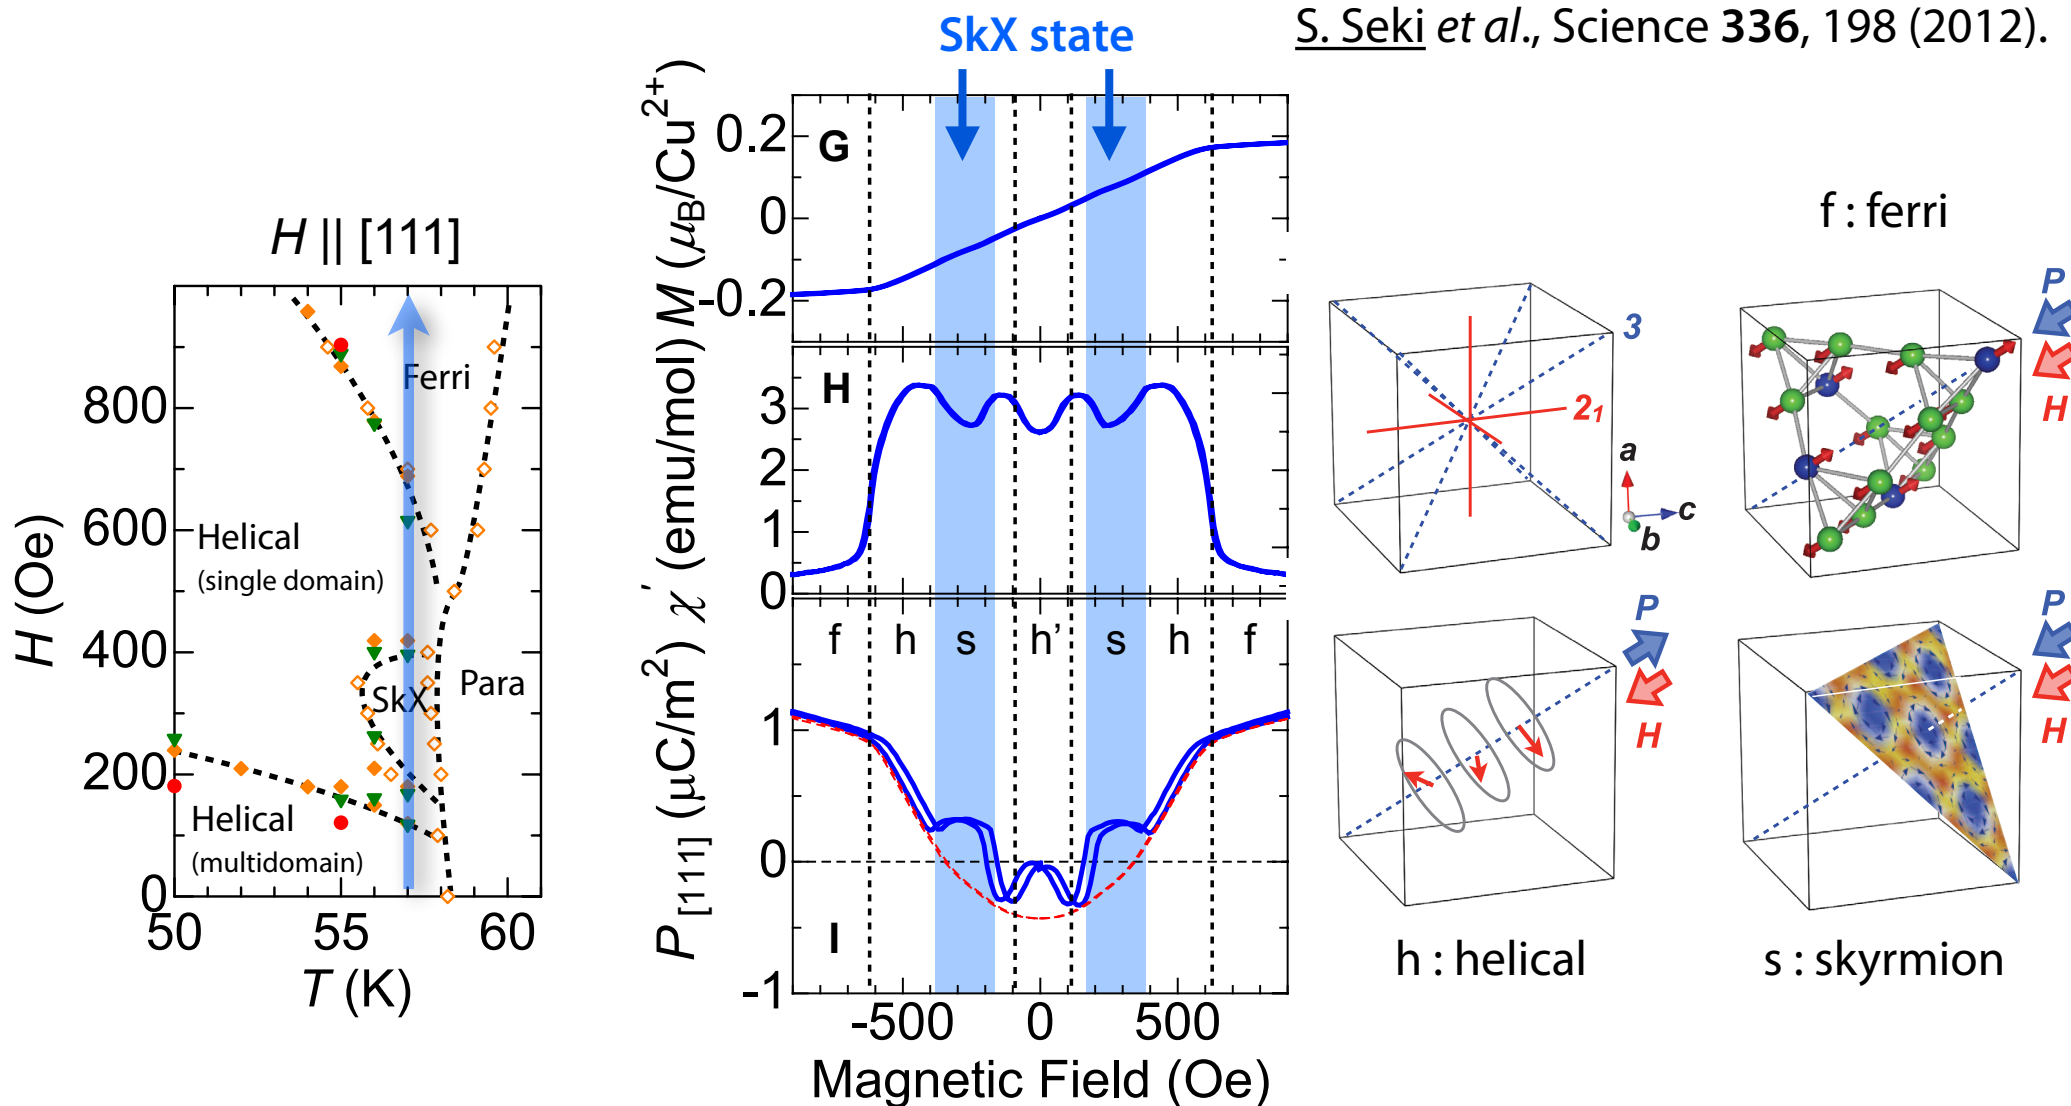 S. Seki et al., Science 336, 198 (2012).
SkX state
H || [111]
H (Oe)
800
600
400
200
0
50
55
60
T (K)
Ferri
Helical
(single domain)
SkX
Para
Helical
(multidomain)
M (μB/Cu2+)
0.2
0
-0.2
G
χ' (emu/mol)
3
2
1
0
H
P[111] (μC/m2)
1
0
-1
f h s h' s h f
I
-500
0
500
Magnetic Field (Oe)
3
21
a
c
b
f : ferri
P
H
P
H
h : helical
P
H
s : skyrmion